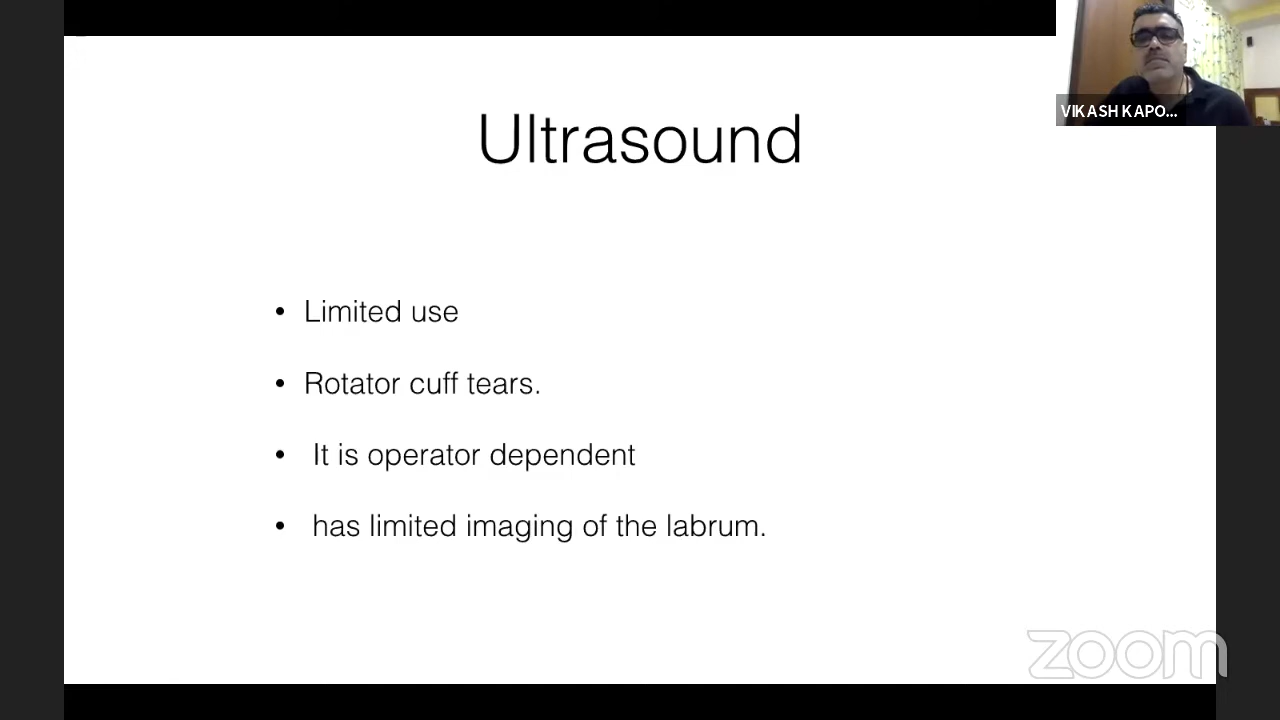 VIKASH KAPO...
Ultrasound
• Limited use
• Rotator cuff tears.
• It is operator dependent
• has limited imaging of the labrum.
zoom